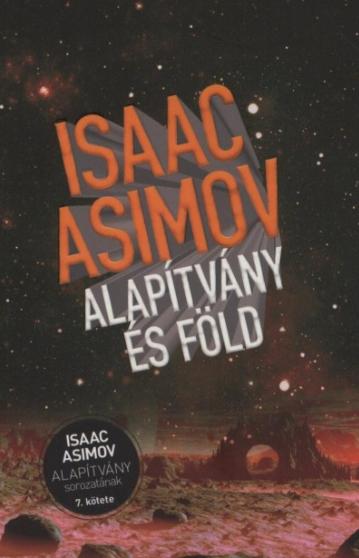 ISAAC
ASIMOV
ALAPÍTVÁNY
ÉS FÖLD
ISAAC
ASIMOV
ALAPÍTVÁNY
sorozatának
7. kötete